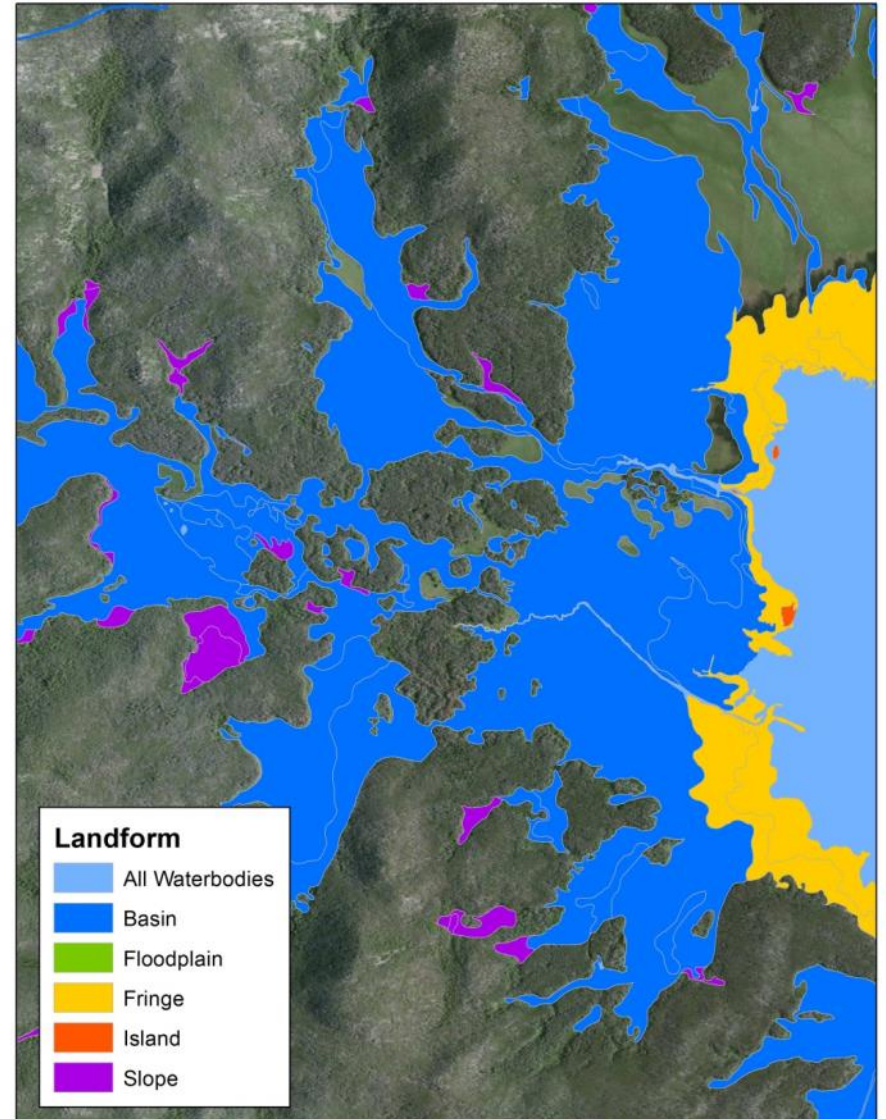 Landform
All Waterbodies
Basin
Floodplain
Fringe
Island
Slope